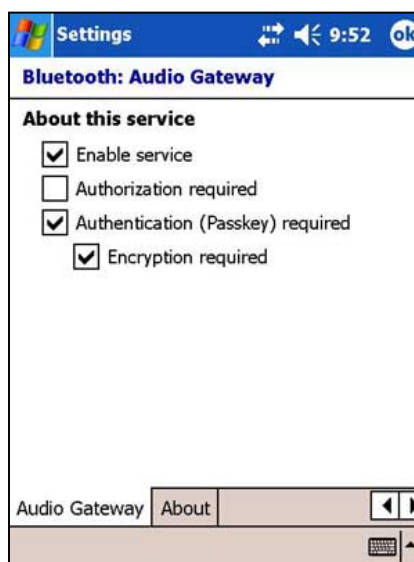 Settings 9:52 ok
Bluetooth: Audio Gateway
About this service
Enable service
Authorization required
Authentication (Passkey) required
Encryption required
Audio Gateway About